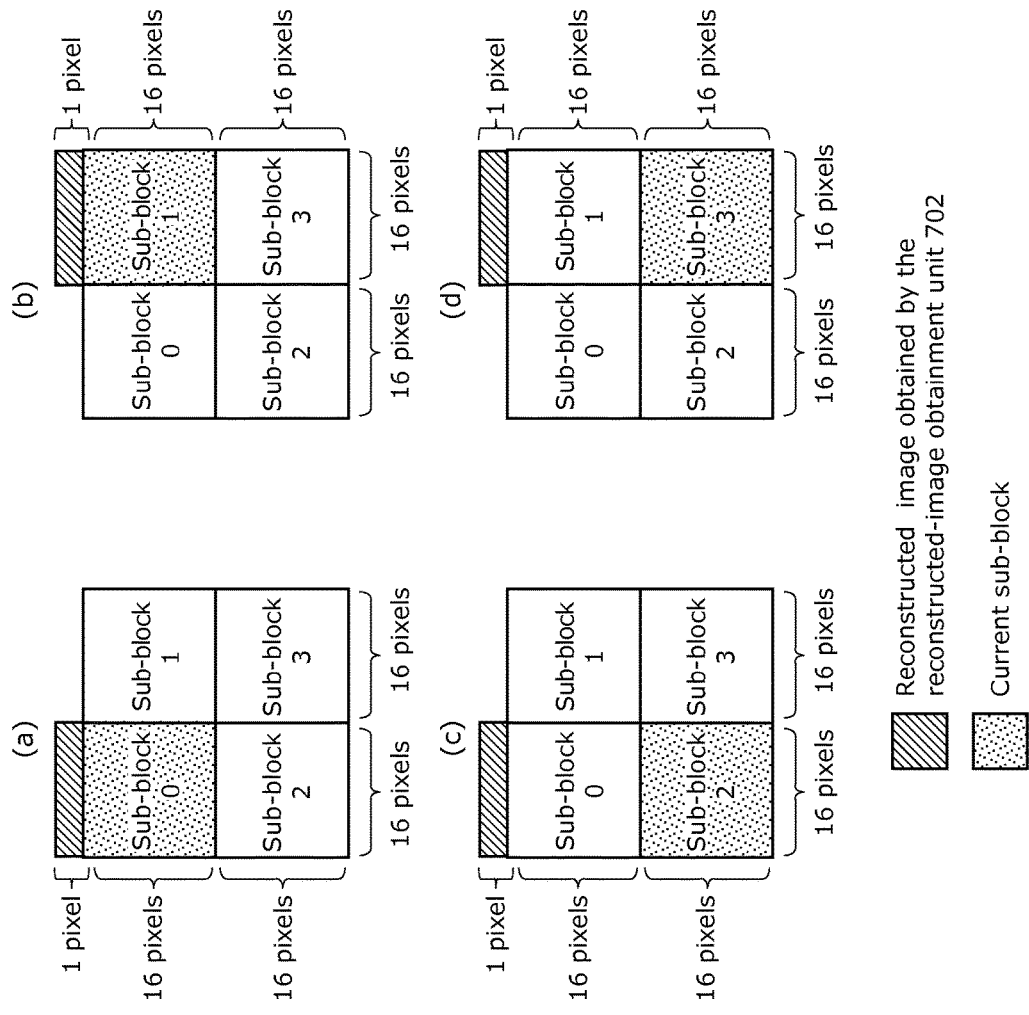 (a)
1 pixel
16 pixels
16 pixels
Sub-block
0
Sub-block
1
Sub-block
2
Sub-block
3
16 pixels
16 pixels
(b)
Sub-block
0
Sub-block
1
Sub-block
2
Sub-block
3
1 pixel
16 pixels
16 pixels
16 pixels
16 pixels
(c)
1 pixel
16 pixels
16 pixels
Sub-block
0
Sub-block
1
Sub-block
2
Sub-block
3
16 pixels
16 pixels
(d)
Sub-block
0
Sub-block
1
Sub-block
2
Sub-block
3
1 pixel
16 pixels
16 pixels
16 pixels
16 pixels
Reconstructed image obtained by the
reconstructed-image obtainment unit 702
Current sub-block